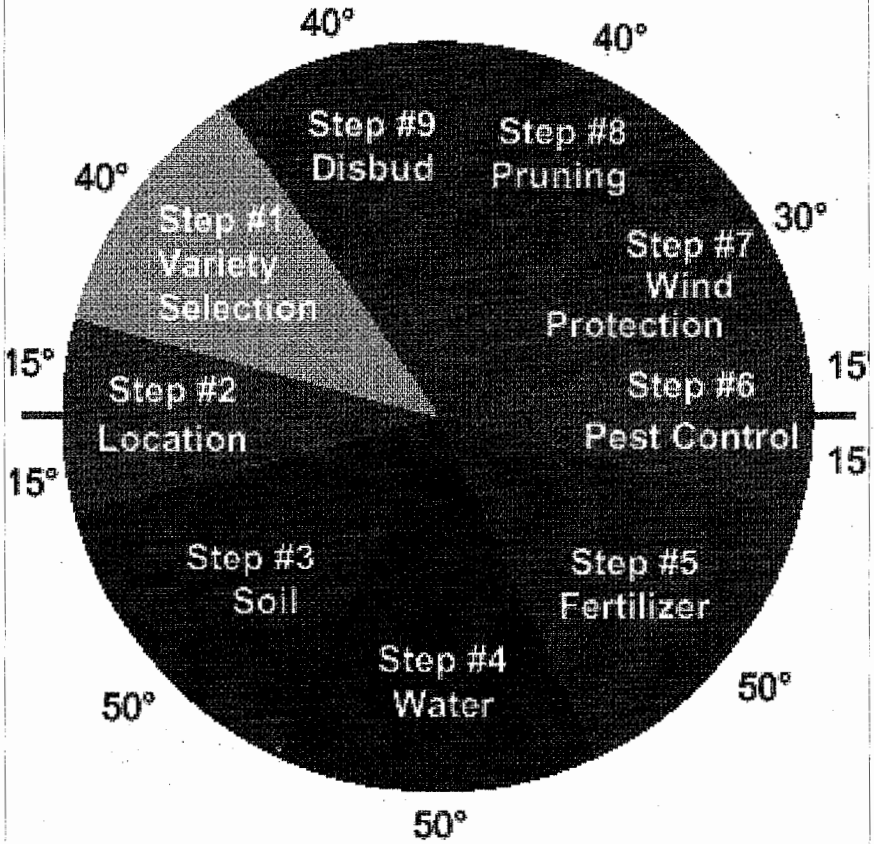 40°
40°
Step #9
Disbud
Step #8
Pruning
40°
30°
Step #1
Variety
Selection
Step #7
Wind
Protection
15°
15°
Step #2
Location
Step #6
Pest Control
15°
15°
Step #3
Soil
Step #5
Fertilizer
Step #4
Water
50°
50°
50°